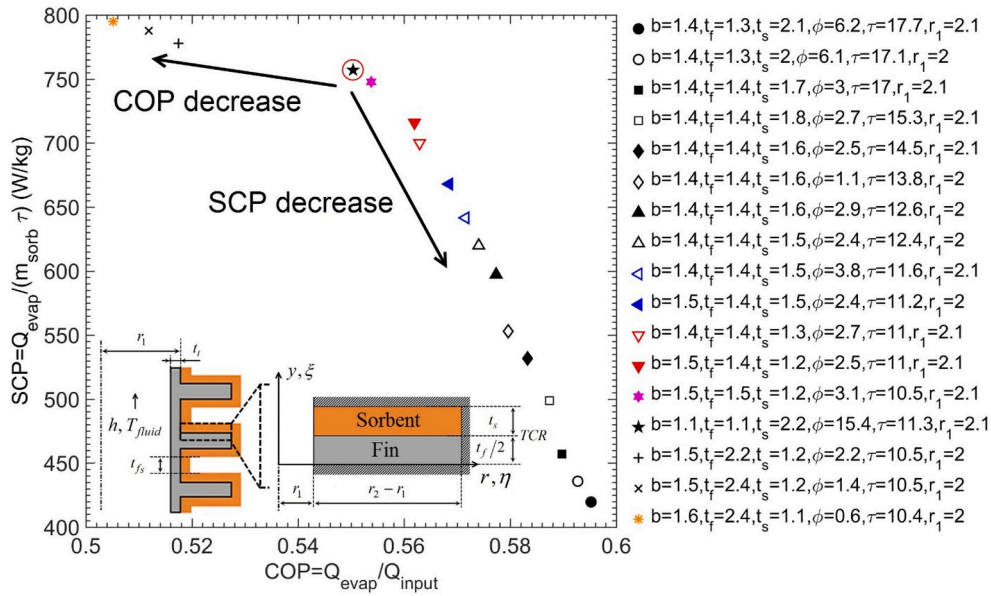 800
750
700
650
600
550
500
450
400
SCP=Q_evap/(m_sorb τ) (W/kg)
0.5 0.52 0.54 0.56 0.58 0.6
COP=Q_evap/Q_input
COP decrease
SCP decrease
r_1
t_t
h, T_fluid
t_fs
y, ξ
Sorbent
Fin
t_s
TCR
t_f/2
r, η
r_1
r_2 − r_1
b=1.4,t_f=1.3,t_s=2.1,ϕ=6.2,τ=17.7,r_1=2.1
b=1.4,t_f=1.3,t_s=2,ϕ=6.1,τ=17.1,r_1=2
b=1.4,t_f=1.4,t_s=1.7,ϕ=3,τ=17,r_1=2.1
b=1.4,t_f=1.4,t_s=1.8,ϕ=2.7,τ=15.3,r_1=2.1
b=1.4,t_f=1.4,t_s=1.6,ϕ=2.5,τ=14.5,r_1=2.1
b=1.4,t_f=1.4,t_s=1.6,ϕ=1.1,τ=13.8,r_1=2
b=1.4,t_f=1.4,t_s=1.6,ϕ=2.9,τ=12.6,r_1=2
b=1.4,t_f=1.4,t_s=1.5,ϕ=2.4,τ=12.4,r_1=2
b=1.4,t_f=1.4,t_s=1.5,ϕ=3.8,τ=11.6,r_1=2.1
b=1.5,t_f=1.4,t_s=1.5,ϕ=2.4,τ=11.2,r_1=2
b=1.4,t_f=1.4,t_s=1.3,ϕ=2.7,τ=11,r_1=2.1
b=1.5,t_f=1.4,t_s=1.2,ϕ=2.5,τ=11,r_1=2.1
b=1.5,t_f=1.5,t_s=1.2,ϕ=3.1,τ=10.5,r_1=2.1
b=1.1,t_f=1.1,t_s=2.2,ϕ=15.4,τ=11.3,r_1=2.1
b=1.5,t_f=2.2,t_s=1.2,ϕ=2.2,τ=10.5,r_1=2
b=1.5,t_f=2.4,t_s=1.2,ϕ=1.4,τ=10.5,r_1=2
b=1.6,t_f=2.4,t_s=1.1,ϕ=0.6,τ=10.4,r_1=2